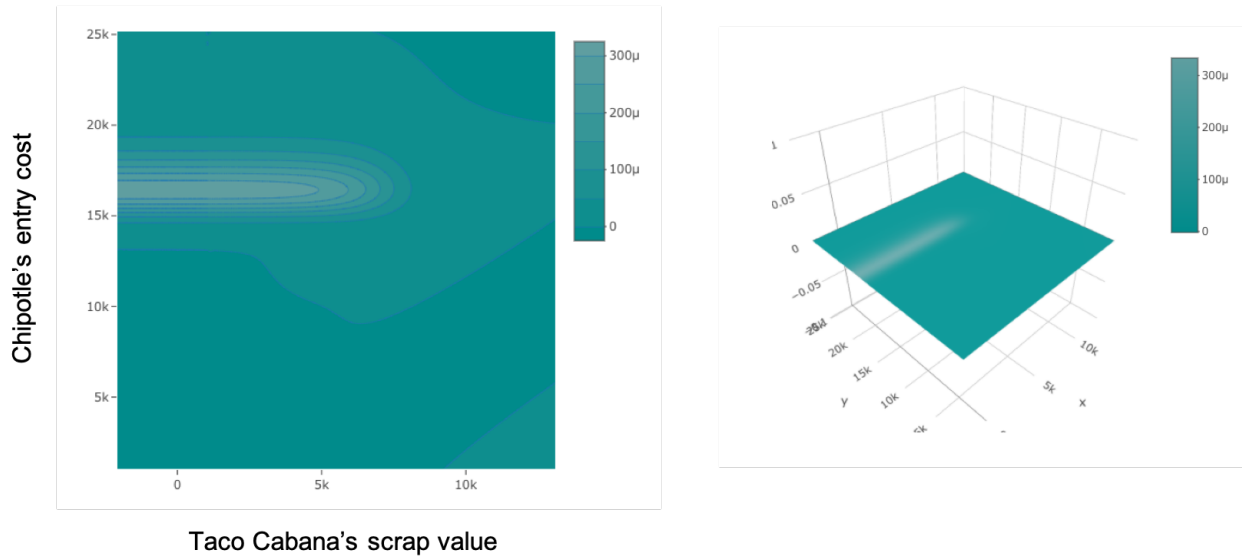 25k
20k
15k
10k
5k
0
5k
10k
300μ
200μ
100μ
0
Chipotle's entry cost
Taco Cabana's scrap value
300μ
200μ
100μ
0
1
0.05
0
−0.05
20k
15k
10k
y
10k
5k
x